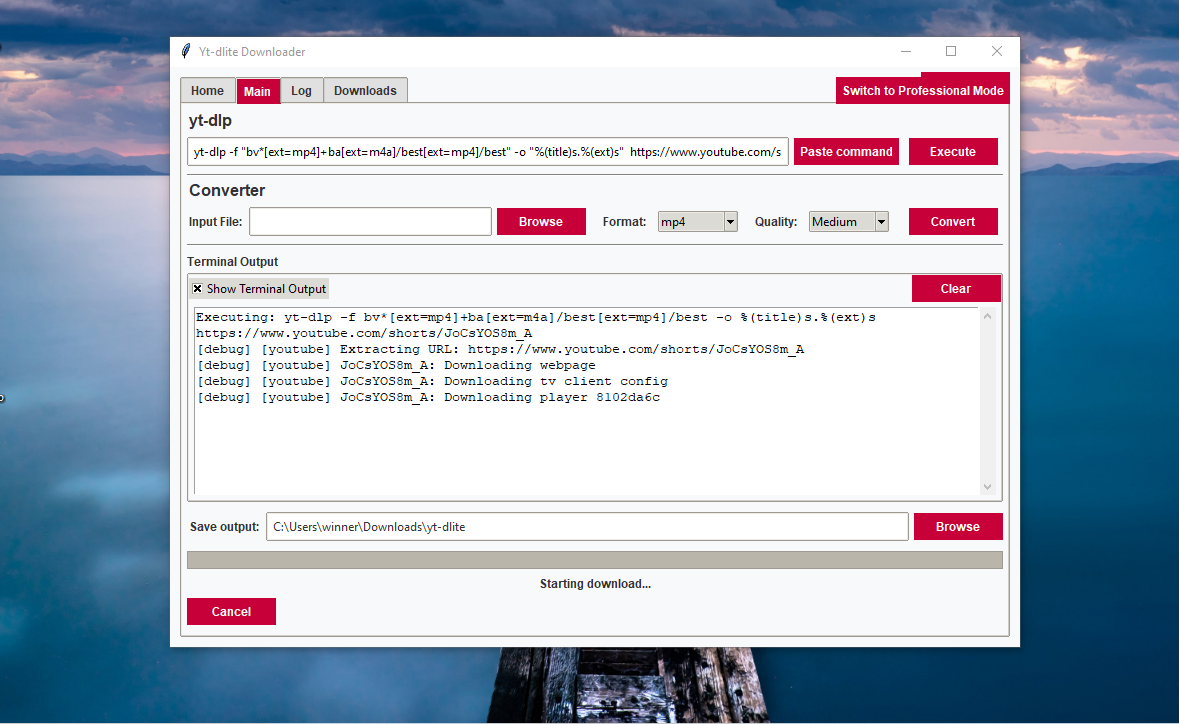 Yt-dlite Downloader
Home
Main
Log
Downloads
Switch to Professional Mode
yt-dlp
yt-dlp -f "bv*[ext=mp4]+ba[ext=m4a]/best[ext=mp4]/best" -o "%(title)s.%(ext)s"  https://www.youtube.com/s
Paste command
Execute
Converter
Input File:
Browse
Format:
mp4
Quality:
Medium
Convert
Terminal Output
Show Terminal Output
Clear
Executing: yt-dlp -f bv*[ext=mp4]+ba[ext=m4a]/best[ext=mp4]/best -o %(title)s.%(ext)s
https://www.youtube.com/shorts/JoCsYOS8m_A
[debug] [youtube] Extracting URL: https://www.youtube.com/shorts/JoCsYOS8m_A
[debug] [youtube] JoCsYOS8m_A: Downloading webpage
[debug] [youtube] JoCsYOS8m_A: Downloading tv client config
[debug] [youtube] JoCsYOS8m_A: Downloading player 8102da6c
Save output:
C:\Users\winner\Downloads\yt-dlite
Browse
Starting download...
Cancel